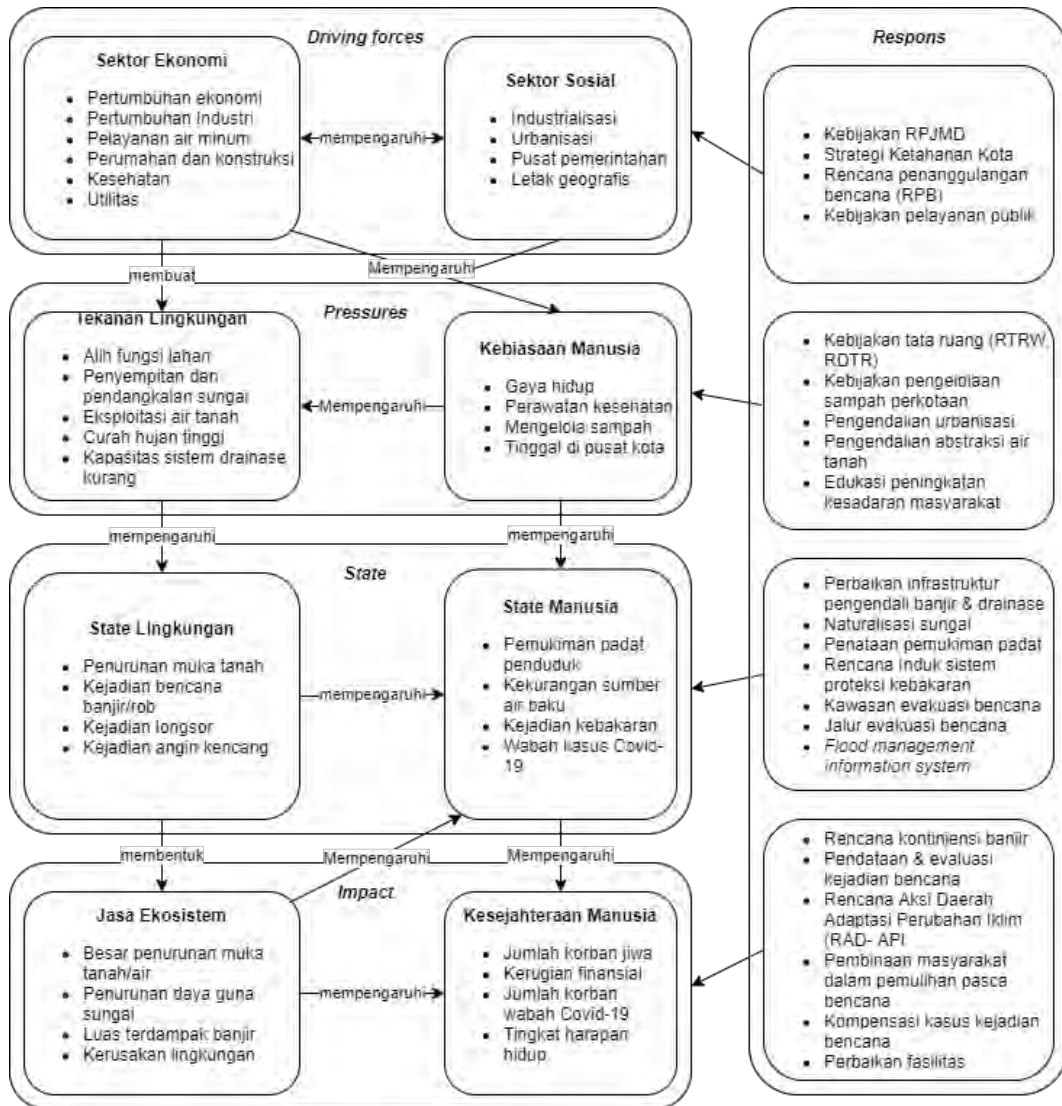 Driving forces
Sektor Ekonomi
• Pertumbuhan ekonomi
• Pertumbuhan Industri
• Pelayanan air minum
• Perumahan dan konstruksi
• Kesehatan
• Utilitas
mempengaruhi
Sektor Sosial
• Industrialisasi
• Urbanisasi
• Pusat pemerintahan
• Letak geografis
membuat
Mempengaruhi
Pressures
Tekanan Lingkungan
• Alih fungsi lahan
• Penyempitan dan
pendangkalan sungai
• Eksploitasi air tanah
• Curah hujan tinggi
• Kapasitas sistem drainase
kurang
Mempengaruhi
Kebiasaan Manusia
• Gaya hidup
• Perawatan kesehatan
• Mengelola sampah
• Tinggal di pusat kota
mempengaruhi
mempengaruhi
State
State Lingkungan
• Penurunan muka tanah
• Kejadian bencana
banjir/rob
• Kejadian longsor
• Kejadian angin kencang
mempengaruhi
State Manusia
• Pemukiman padat
penduduk
• Kekurangan sumber
air baku
• Kejadian kebakaran
• Wabah kasus Covid-
19
membentuk
Mempengaruhi
Mempengaruhi
Impact
Jasa Ekosistem
• Besar penurunan muka
tanah/air
• Penurunan daya guna
sungai
• Luas terdampak banjir
• Kerusakan lingkungan
mempengaruhi
Kesejahteraan Manusia
• Jumlah korban jiwa
• Kerugian finansial
• Jumlah korban
wabah Covid-19
• Tingkat harapan
hidup
Respons
• Kebijakan RPJMD
• Strategi Ketahanan Kota
• Rencana penanggulangan
bencana (RPB)
• Kebijakan pelayanan publik
• Kebijakan tata ruang (RTRW,
RDTR)
• Kebijakan pengelolaan
sampah perkotaan
• Pengendalian urbanisasi
• Pengendalian abstraksi air
tanah
• Edukasi peningkatan
kesadaran masyarakat
• Perbaikan infrastruktur
pengendali banjir & drainase
• Naturalisasi sungai
• Penataan pemukiman padat
• Rencana induk sistem
proteksi kebakaran
• Kawasan evakuasi bencana
• Jalur evakuasi bencana
• Flood management
information system
• Rencana kontinjensi banjir
• Pendataan & evaluasi
kejadian bencana
• Rencana Aksi Daerah
Adaptasi Perubahan Iklim
(RAD- API
• Pembinaan masyarakat
dalam pemulihan pasca
bencana
• Kompensasi kasus kejadian
bencana
• Perbaikan fasilitas